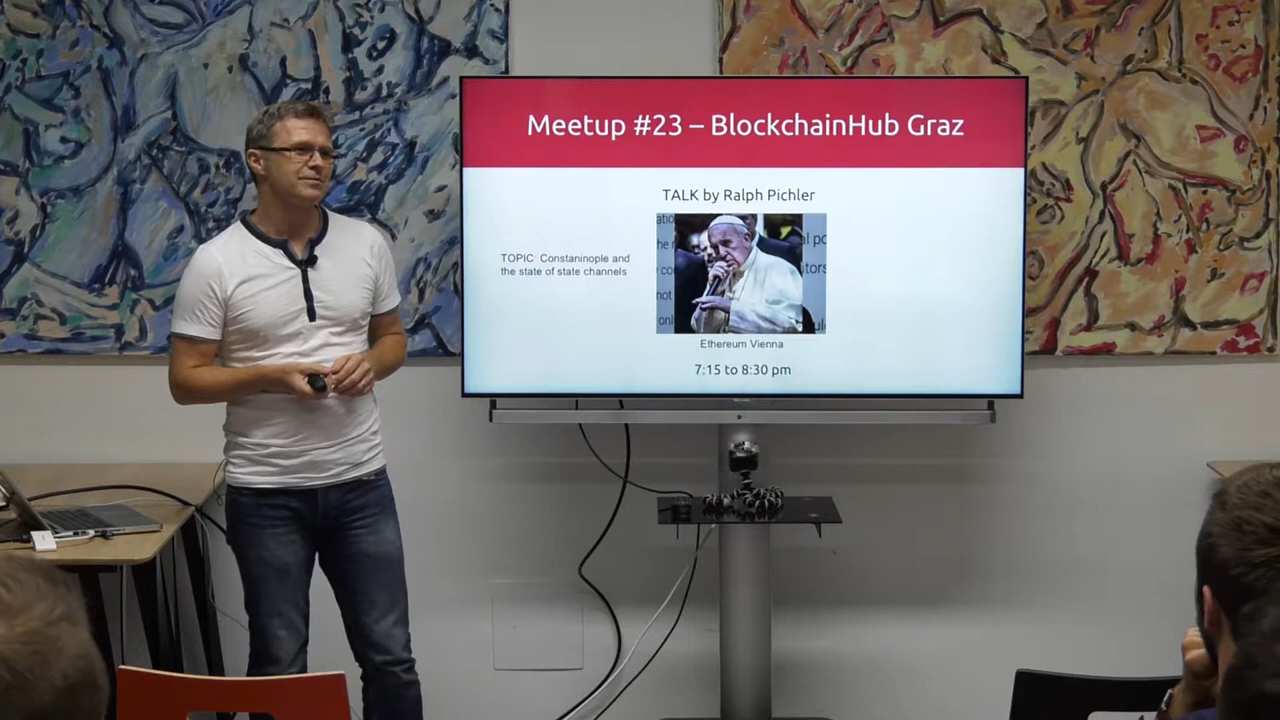 Meetup #23 – BlockchainHub Graz
TALK by Ralph Pichler
TOPIC: Constaninople and
the state of state channels
Ethereum Vienna
7:15 to 8:30 pm